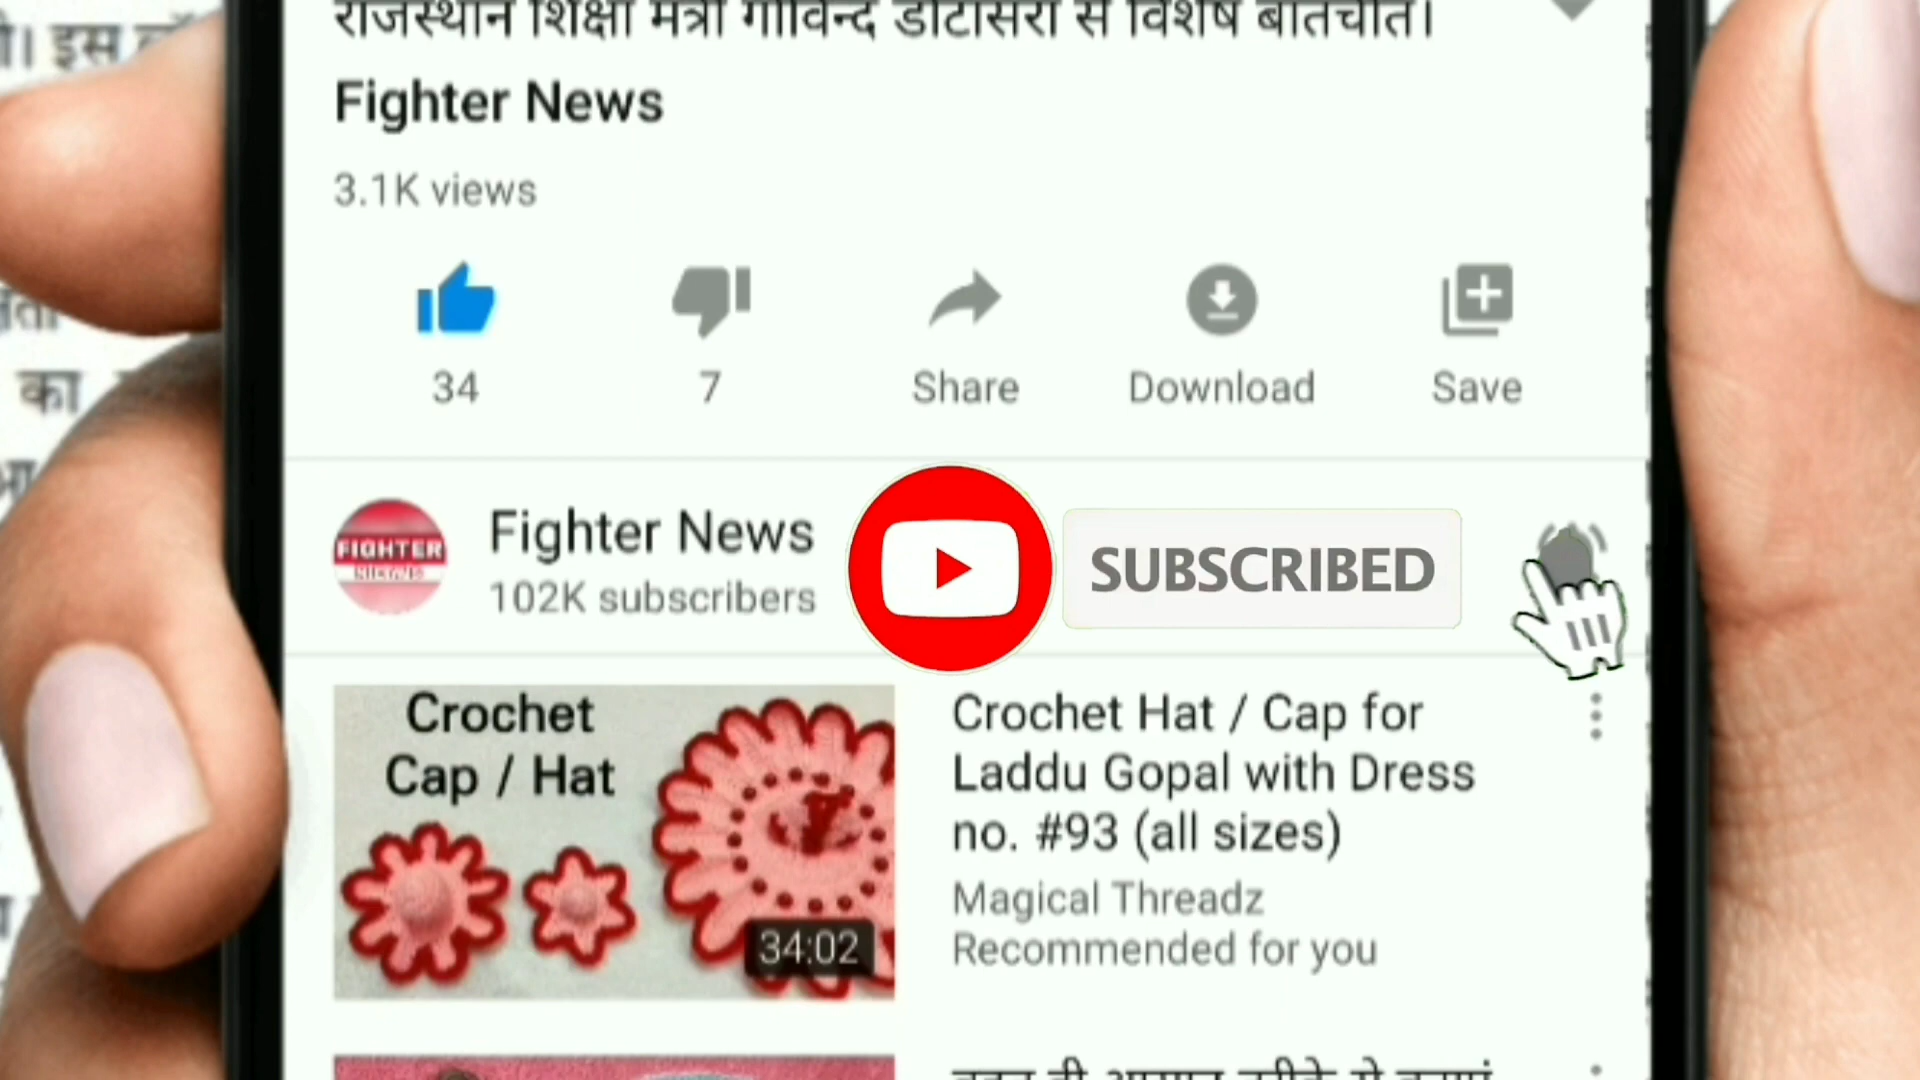 राजस्थान शिक्षा मंत्री गोविन्द डोटासरा से विशेष बातचीत।
Fighter News
3.1K views
34
7
Share
Download
Save
Fighter News
102K subscribers
FIGHTER
SUBSCRIBED
Crochet
Cap / Hat
34:02
Crochet Hat / Cap for
Laddu Gopal with Dress
no. #93 (all sizes)
Magical Threadz
Recommended for you
इस
का